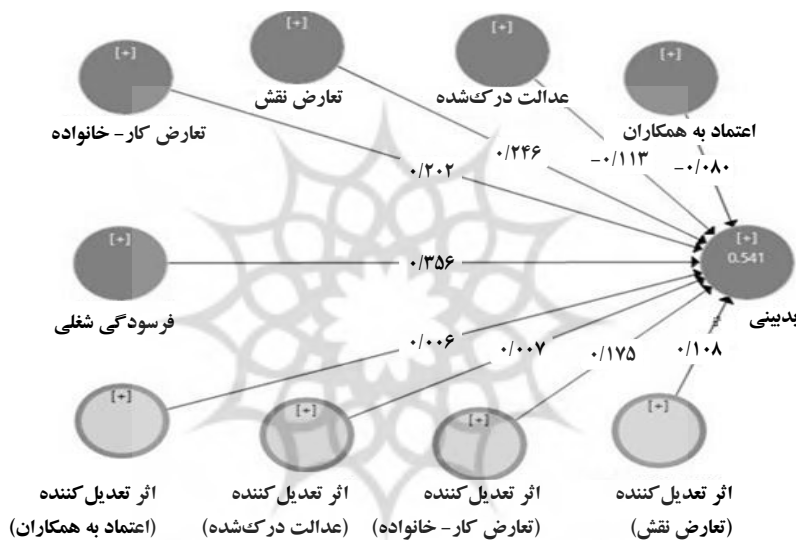 [+]
[+]
[+]
[+]
اعتماد به همکاران
عدالت درک‌شده
تعارض نقش
تعارض کار- خانواده
-۰/۰۸۰
-۰/۱۱۳
۰/۲۴۶
۰/۲۰۲
[+]
0.541
بدبینی
[+]
۰/۳۵۶
فرسودگی شغلی
۰/۱۰۸
۰/۱۷۵
۰/۰۰۷
۰/۰۰۶
[+]
[+]
[+]
[+]
اثر تعدیل‌کننده
(تعارض نقش)
اثر تعدیل‌کننده
(تعارض کار- خانواده)
اثر تعدیل‌کننده
(عدالت درک‌شده)
اثر تعدیل‌کننده
(اعتماد به همکاران)